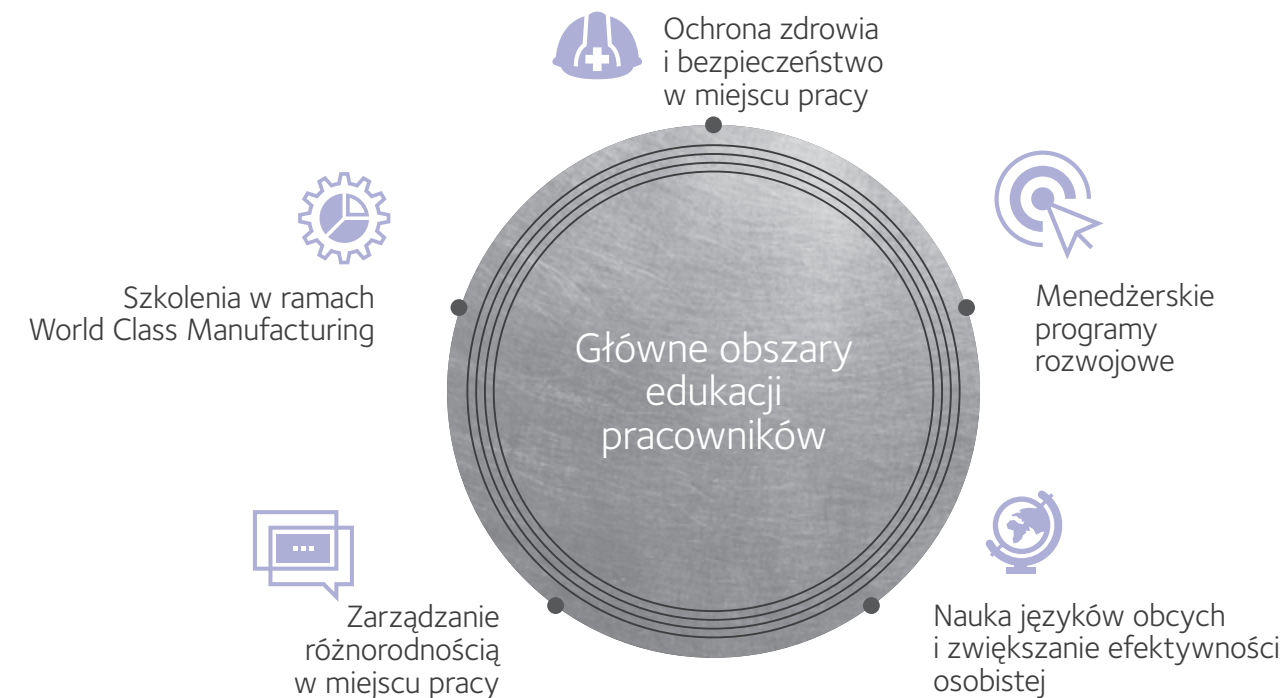 Ochrona zdrowia
i bezpieczeństwo
w miejscu pracy
Szkolenia w ramach
World Class Manufacturing
Menedżerskie
programy
rozwojowe
Główne obszary
edukacji
pracowników
Zarządzanie
różnorodnością
w miejscu pracy
Nauka języków obcych
i zwiększanie efektywności
osobistej